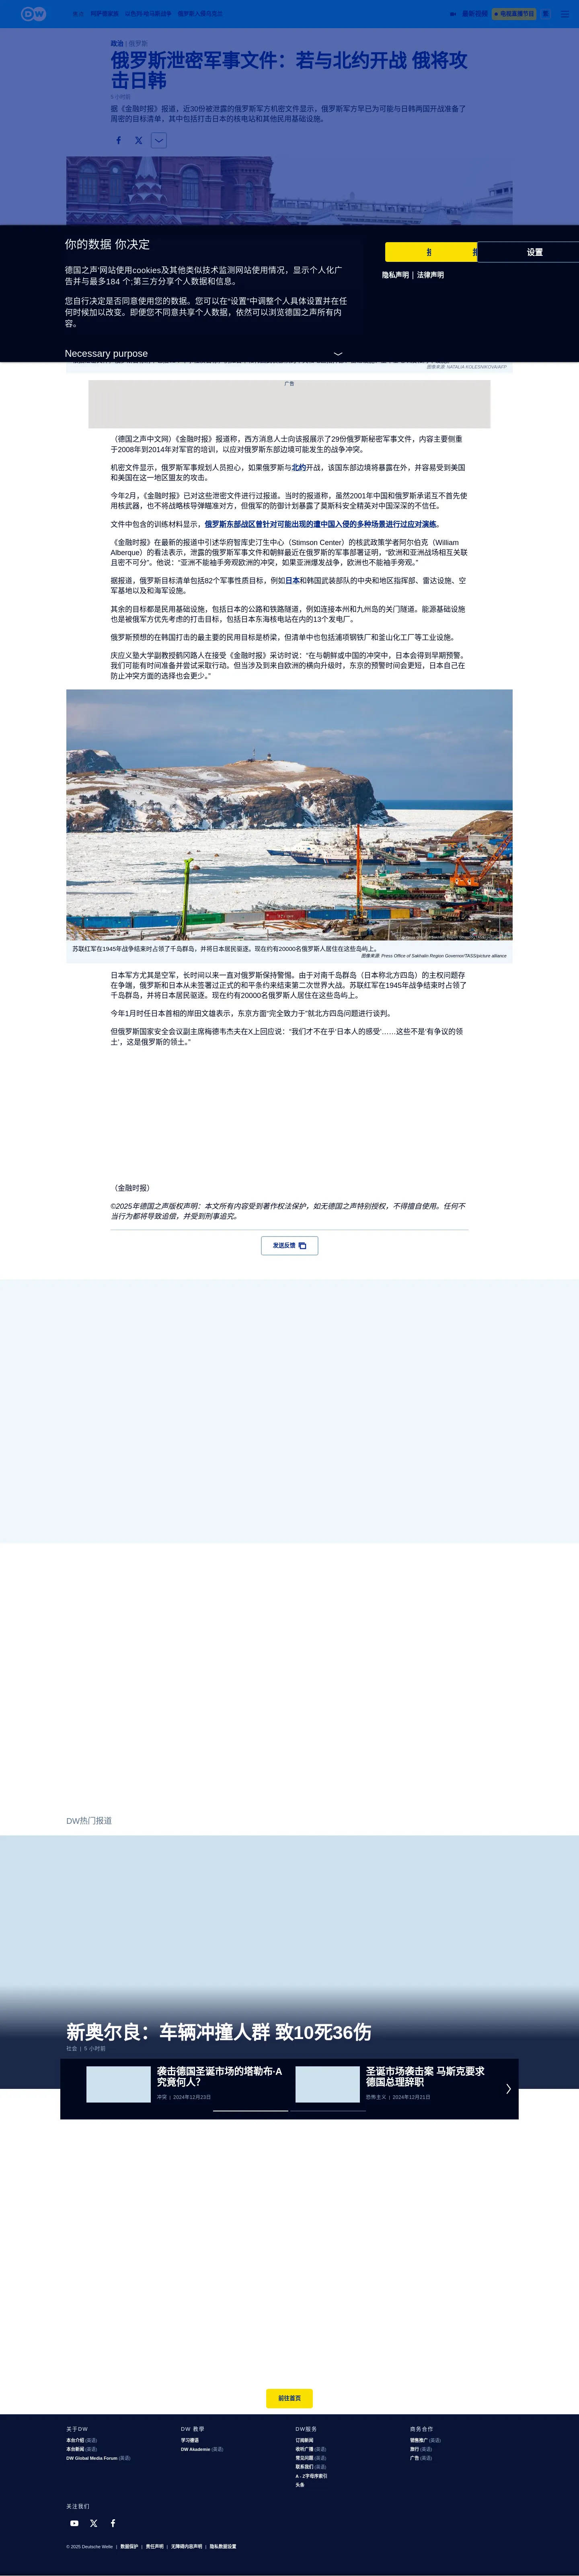 DW
阿萨德倒台
以色列-哈马斯战争
俄罗斯入侵乌克兰
最新视频
电视直播节目
政治 | 俄罗斯
俄罗斯泄密军事文件：若与北约开战 俄将攻
击日韩
5 小时前
据《金融时报》报道，近30份被泄露的俄罗斯军方机密文件显示，俄罗斯军方早已为可能与日韩两国开战准备了
周密的目标清单，其中包括打击日本的核电站和其他民用基础设施。
你的数据 你决定
设置
隐私声明 | 法律声明
德国之声'网站使用cookies及其他类似技术监测网站使用情况，显示个人化广
告并与最多184 个;第三方分享个人数据和信息。
您自行决定是否同意使用您的数据。您可以在"设置"中调整个人具体设置并在任
何时候加以改变。即便您不同意共享个人数据，依然可以浏览德国之声所有内
容。
Necessary purpose
图像来源: NATALIA KOLESNIKOVA/AFP
广告
（德国之声中文网）《金融时报》报道称，西方消息人士向该报展示了29份俄罗斯秘密军事文件，内容主要侧重
于2008年到2014年对军官的培训，以应对俄罗斯东部边境可能发生的战争。
机密文件显示，俄罗斯军事规划人员担心，如果俄罗斯与北约开战，该国东部边境将暴露在外，并容易受到美国
和美国在这一地区盟友的攻击。
今年2月，《金融时报》已对这些泄密文件进行过报道。当时的报道称，虽然2001年中国和俄罗斯承诺互不首先使
用核武器，也不将战略核导弹瞄准对方，但俄军的防御计划暴露了莫斯科安全精英对中国深深的不信任。
文件中包含的训练材料显示，俄罗斯东部战区曾针对可能出现的遭中国入侵的多种场景进行过应对演练。
《金融时报》在最新的报道中引述华府智库史汀生中心（Stimson Center）的核武政策学者阿尔伯克（William
Alberque）的看法表示，泄露的俄罗斯军事文件和朝鲜最近在俄罗斯的军事部署证明，"欧洲和亚洲战场相互关联
且密不可分"。他说："亚洲不能袖手旁观欧洲的冲突，如果亚洲爆发战争，欧洲也不能袖手旁观。"
据报道，俄罗斯目标清单包括82个军事性质目标，例如日本和韩国武装部队的中央和地区指挥部、雷达设施、空
军基地以及和海军设施。
其余的目标都是民用基础设施，包括日本的公路和铁路隧道，例如连接本州和九州岛的关门隧道。能源基础设施
也是被俄军方优先考虑的打击目标，包括日本东海核电站在内的13个发电厂。
俄罗斯预想的在韩国打击的最主要的民用目标是桥梁，但清单中也包括浦项钢铁厂和釜山化工厂等工业设施。
庆应义塾大学副教授鹤冈路人在接受《金融时报》采访时说："在与朝鲜或中国的冲突中，日本会得到早期预警。
我们可能有时间准备并尝试采取行动。但当涉及到来自欧洲的横向升级时，东京的预警时间会更短，日本自己在
防止冲突方面的选择也会更少。"
苏联红军在1945年战争结束时占领了千岛群岛，并将日本居民驱逐。现在约有20000名俄罗斯人居住在这些岛屿上。
图像来源: Press Office of Sakhalin Region Governor/TASS/picture alliance
日本军方尤其是空军，长时间以来一直对俄罗斯保持警惕。由于对南千岛群岛（日本称北方四岛）的主权问题存
在争端，俄罗斯和日本从未签署过正式的和平条约来结束第二次世界大战。苏联红军在1945年战争结束时占领了
千岛群岛，并将日本居民驱逐。现在约有20000名俄罗斯人居住在这些岛屿上。
今年1月时任日本首相的岸田文雄表示，东京方面"完全致力于"就北方四岛问题进行谈判。
但俄罗斯国家安全会议副主席梅德韦杰夫在X上回应说："我们才不在乎'日本人的感受'……这些不是'有争议的领
土'，这是俄罗斯的领土。"
（金融时报）
©2025年德国之声版权声明：本文所有内容受到著作权法保护，如无德国之声特别授权，不得擅自使用。任何不
当行为都将导致追偿，并受到刑事追究。
发送反馈
DW热门报道
新奥尔良：车辆冲撞人群 致10死36伤
社会 | 5 小时前
袭击德国圣诞市场的塔勒布·A
究竟何人？
冲突 | 2024年12月23日
圣诞市场袭击案 马斯克要求
德国总理辞职
恐怖主义 | 2024年12月21日
前往首页
关于DW
本台介绍 (英语)
本台新闻 (英语)
DW Global Media Forum (英语)
DW 教學
学习德语
DW Akademie (英语)
DW服务
订阅新闻
收听广播 (英语)
常见问题 (英语)
联系我们 (英语)
A - Z字母序索引
头条
商务合作
销售推广 (英语)
旅行 (英语)
广告 (英语)
关注我们
© 2025 Deutsche Welle | 数据保护 | 责任声明 | 无障碍内容声明 | 隐私数据设置